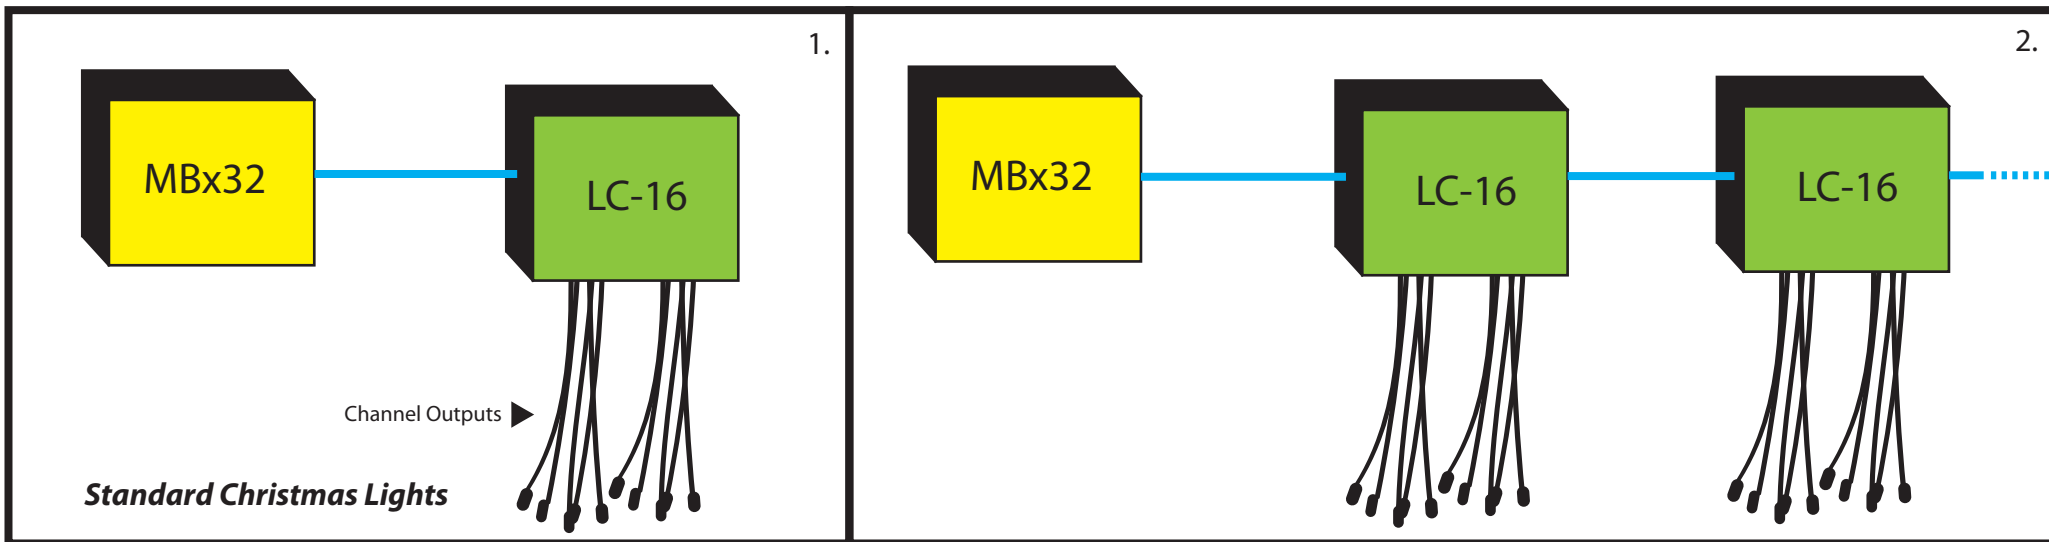 1.
MBx32
LC-16
Channel Outputs
Standard Christmas Lights
2.
MBx32
LC-16
LC-16